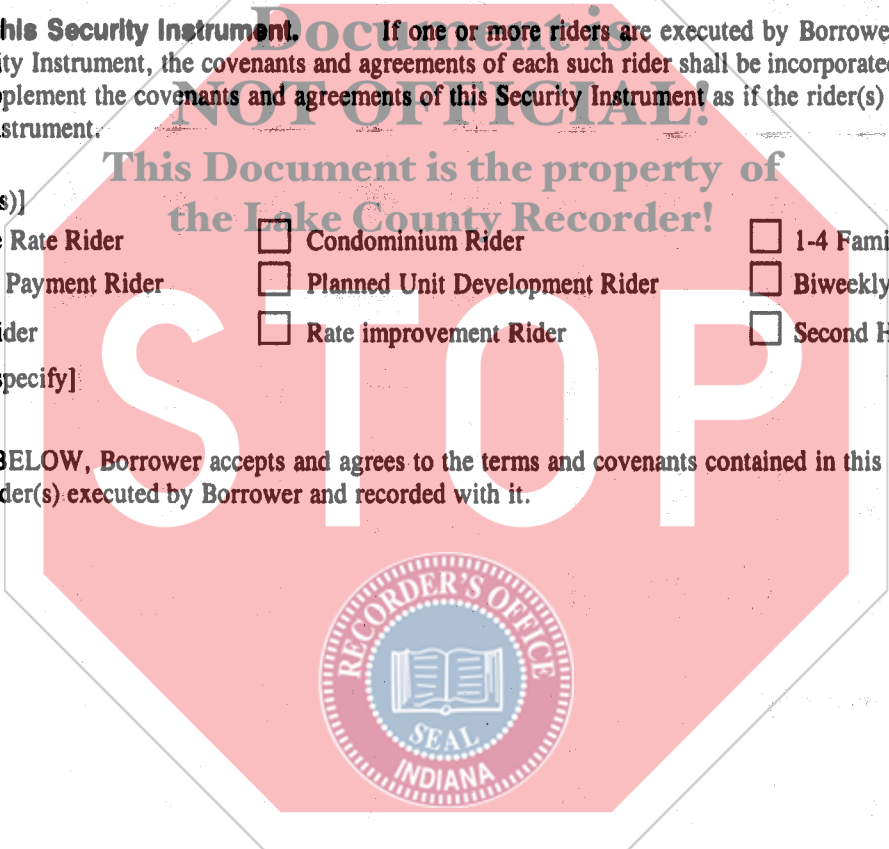 his Security Instrument. If one or more riders are executed by Borrowe
ity Instrument, the covenants and agreements of each such rider shall be incorporated
pplement the covenants and agreements of this Security Instrument as if the rider(s)
strument.
s)]
Rate Rider ☐ Condominium Rider ☐ 1-4 Fami
Payment Rider ☐ Planned Unit Development Rider ☐ Biweekly
ider ☐ Rate improvement Rider ☐ Second H
specify]
BELOW, Borrower accepts and agrees to the terms and covenants contained in this
der(s) executed by Borrower and recorded with it.
Document is
NOT OFFICIAL!
This Document is the property of
the Lake County Recorder!
STOP
RECORDER'S OFFICE
SEAL
INDIANA